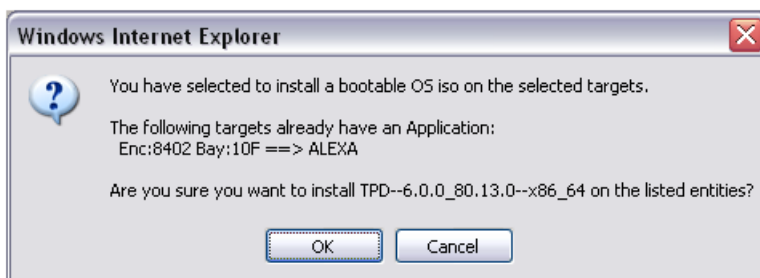 Windows Internet Explorer
You have selected to install a bootable OS iso on the selected targets.
The following targets already have an Application:
Enc:8402 Bay:10F ==> ALEXA
Are you sure you want to install TPD--6.0.0_80.13.0--x86_64 on the listed entities?
OK
Cancel